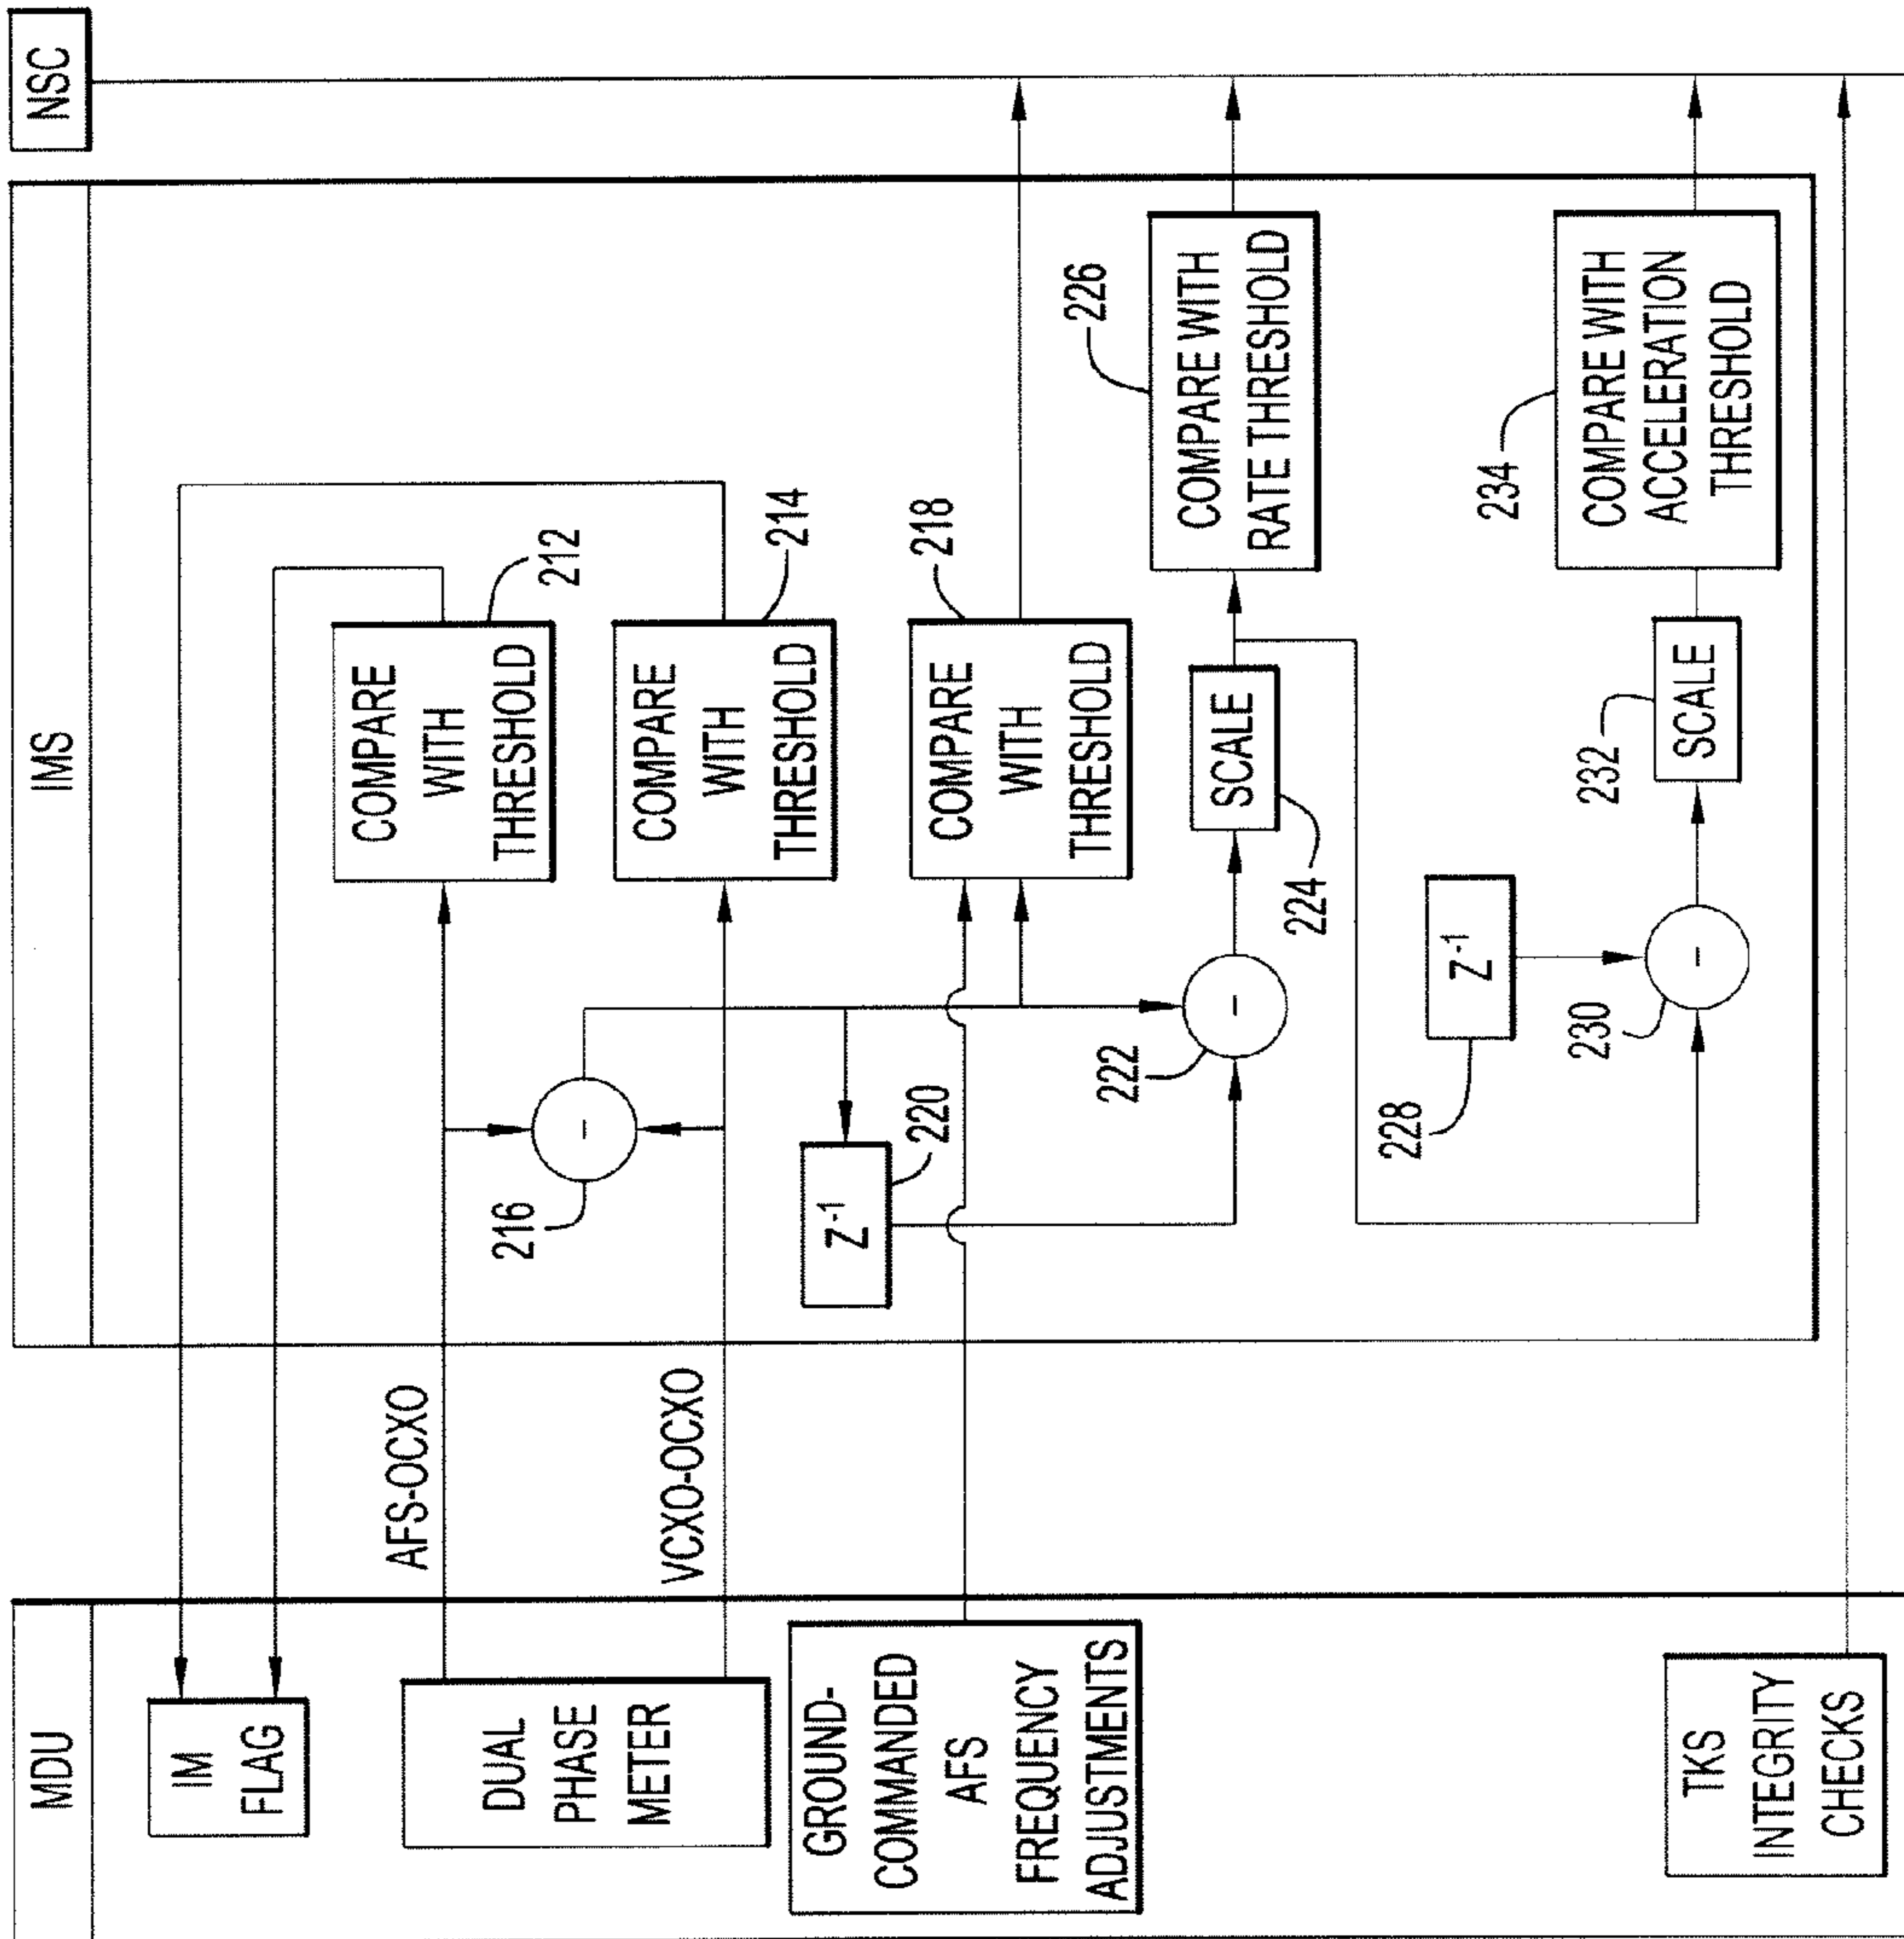 MDU
IM
FLAG
DUAL
PHASE
METER
GROUND-
COMMANDED
AFS
FREQUENCY
ADJUSTMENTS
TKS
INTEGRITY
CHECKS
AFS-OCXO
VCXO-OCXO
IMS
216
Z-1
220
COMPARE
WITH
THRESHOLD
212
COMPARE
WITH
THRESHOLD
214
COMPARE
WITH
THRESHOLD
218
222
SCALE
224
COMPARE WITH
RATE THRESHOLD
226
Z-1
228
230
SCALE
232
COMPARE WITH
ACCELERATION
THRESHOLD
234
NSC